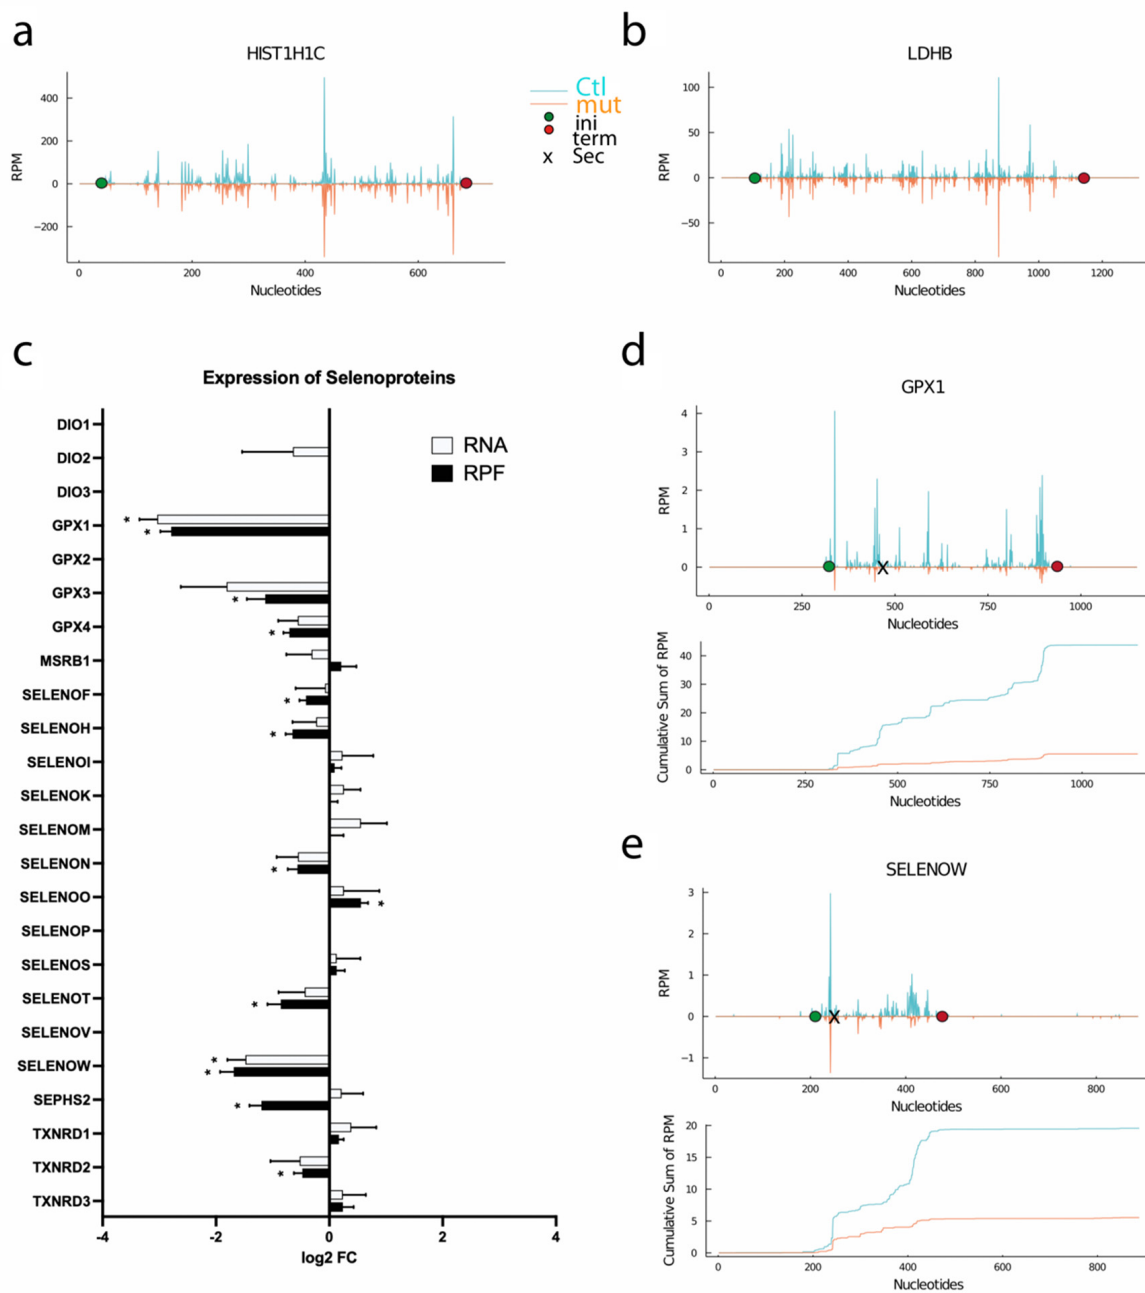 a
HIST1H1C
RPM
400
200
0
−200
0 200 400 600
Nucleotides
Ctl
mut
ini
term
x Sec
b
LDHB
RPM
100
50
0
−50
0 200 400 600 800 1000 1200
Nucleotides
c
Expression of Selenoproteins
RNA
RPF
DIO1
DIO2
DIO3
* GPX1
*
GPX2
GPX3
*
GPX4
*
MSRB1
SELENOF
*
SELENOH
*
SELENOI
SELENOK
SELENOM
SELENON
*
SELENOO
*
SELENOP
SELENOS
SELENOT
*
SELENOV
SELENOW *
*
SEPHS2
*
TXNRD1
TXNRD2
*
TXNRD3
-4 -2 0 2 4
log2 FC
d
GPX1
RPM
4
3
2
1
0
X
0 250 500 750 1000
Nucleotides
Cumulative Sum of RPM
40
30
20
10
0
0 250 500 750 1000
Nucleotides
e
SELENOW
RPM
3
2
1
0
X
−1
0 200 400 600 800
Nucleotides
Cumulative Sum of RPM
20
15
10
5
0
0 200 400 600 800
Nucleotides